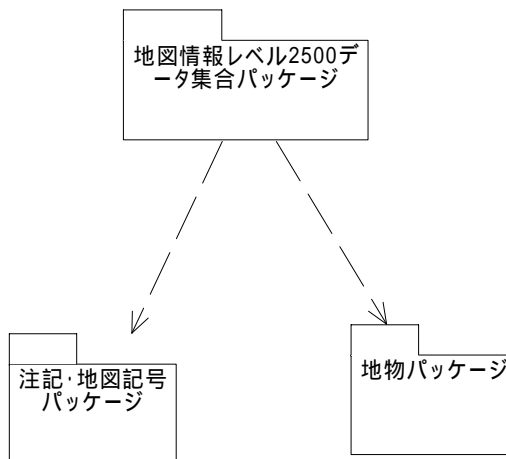 地図情報レベル2500デ
ータ集合パッケージ
注記・地図記号
パッケージ
地物パッケージ